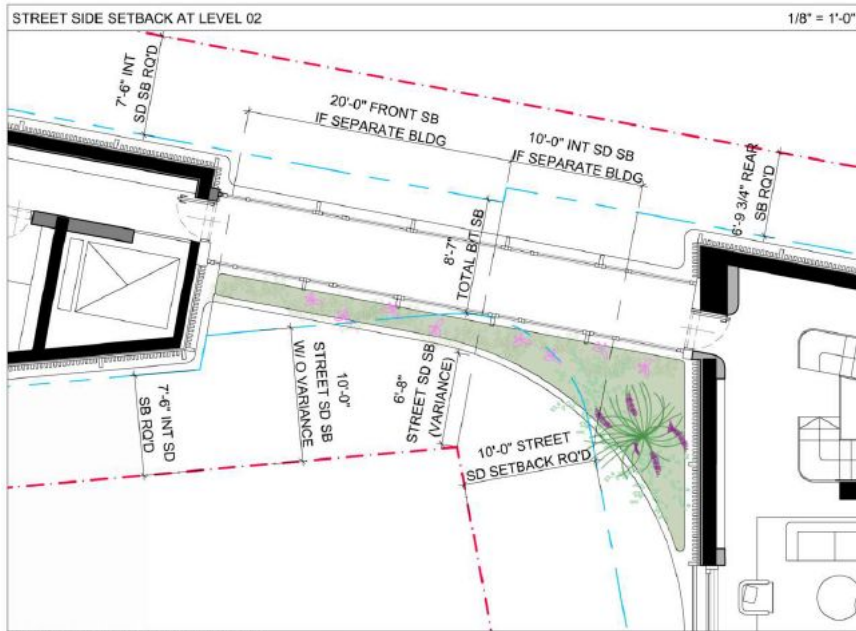 STREET SIDE SETBACK AT LEVEL 02
1/8" = 1'-0"
7'-6" INT
SD SB RQ'D
20'-0" FRONT SB
IF SEPARATE BLDG
10'-0" INT SD SB
IF SEPARATE BLDG
6'-9 3/4" REAR
SB RQ'D
8'-7"
TOTAL B/T SB
7'-6" INT SD
SB RQ'D
10'-0"
STREET SD SB
W/ O VARIANCE
6'-8"
STREET SD SB
(VARIANCE)
10'-0" STREET
SD SETBACK RQ'D